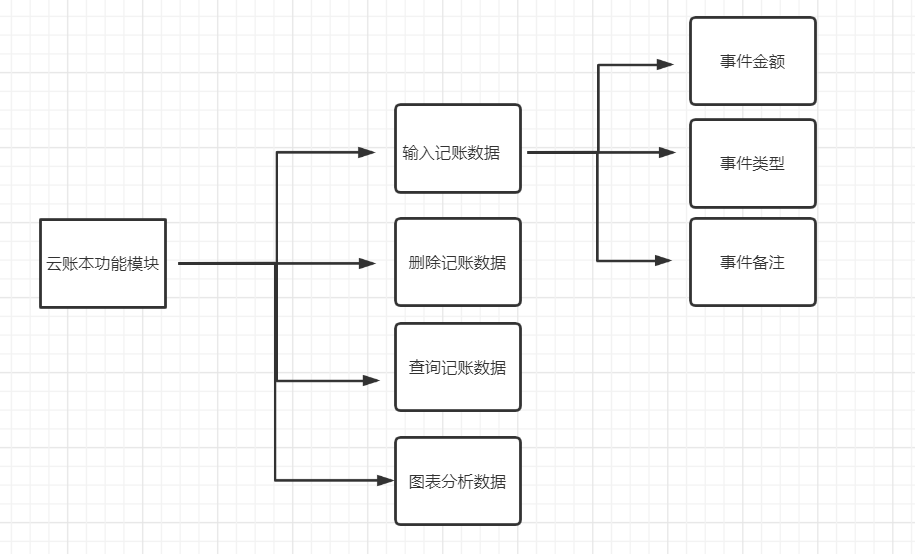 云账本功能模块
输入记账数据
删除记账数据
查询记账数据
图表分析数据
事件金额
事件类型
事件备注